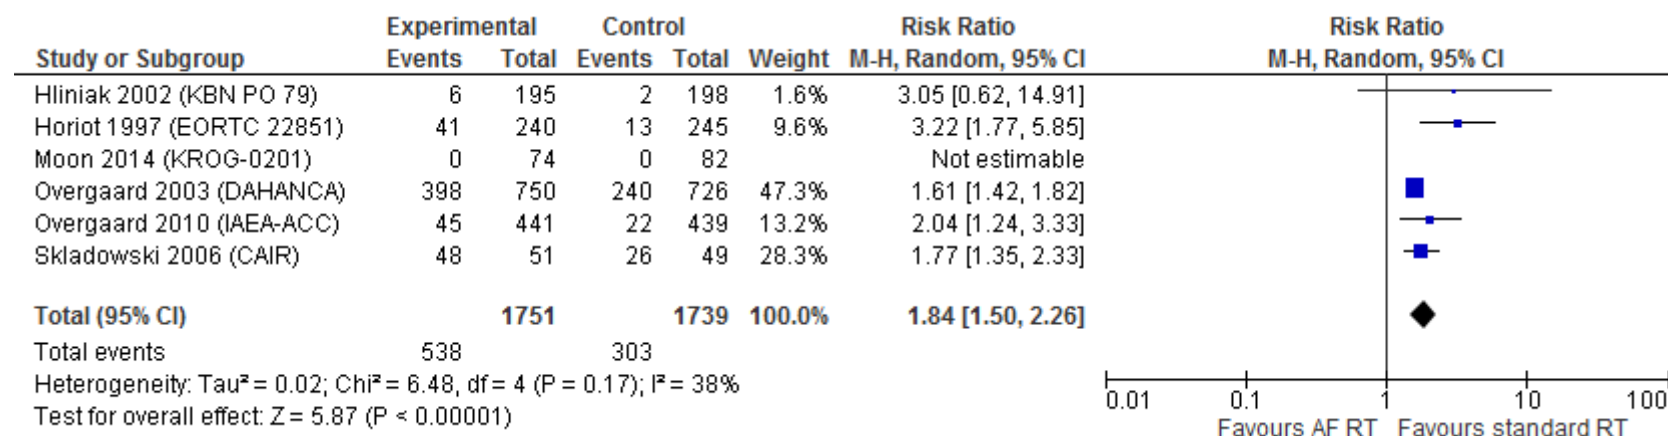 Experimental Control Risk Ratio Risk Ratio
Study or Subgroup Events Total Events Total Weight M-H, Random, 95% CI M-H, Random, 95% CI
Hliniak 2002 (KBN PO 79) 6 195 2 198 1.6% 3.05 [0.62, 14.91]
Horiot 1997 (EORTC 22851) 41 240 13 245 9.6% 3.22 [1.77, 5.85]
Moon 2014 (KROG-0201) 0 74 0 82 Not estimable
Overgaard 2003 (DAHANCA) 398 750 240 726 47.3% 1.61 [1.42, 1.82]
Overgaard 2010 (IAEA-ACC) 45 441 22 439 13.2% 2.04 [1.24, 3.33]
Skladowski 2006 (CAIR) 48 51 26 49 28.3% 1.77 [1.35, 2.33]
Total (95% CI) 1751 1739 100.0% 1.84 [1.50, 2.26]
Total events 538 303
Heterogeneity: Tau² = 0.02; Chi² = 6.48, df = 4 (P = 0.17); I² = 38%
Test for overall effect: Z = 5.87 (P < 0.00001)
0.01 0.1 1 10 100
Favours AF RT Favours standard RT